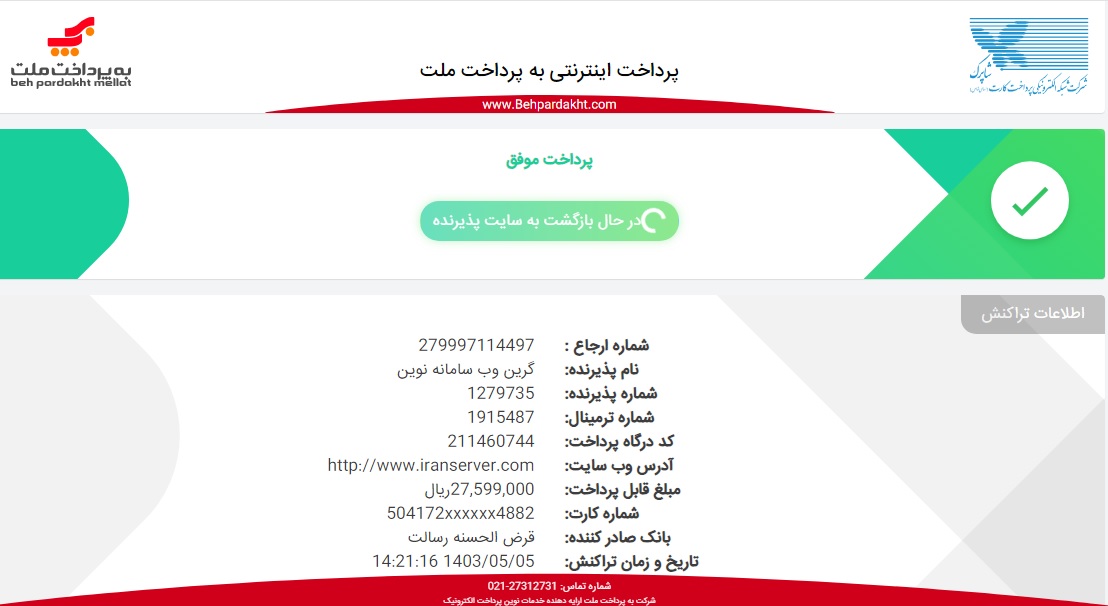 به پرداخت ملت
beh pardakht mellat
پرداخت اینترنتی به پرداخت ملت
www.Behpardakht.com
شاپرک
شرکت شبکه الکترونیکی پرداخت کارت
پرداخت موفق
در حال بازگشت به سایت پذیرنده
اطلاعات تراکنش
شماره ارجاع : 279997114497
نام پذیرنده: گرین وب سامانه نوین
شماره پذیرنده: 1279735
شماره ترمینال: 1915487
کد درگاه پرداخت: 211460744
آدرس وب سایت: http://www.iranserver.com
مبلغ قابل پرداخت: 27,599,000ریال
شماره کارت: 504172xxxxxx4882
بانک صادر کننده: قرض الحسنه رسالت
تاریخ و زمان تراکنش: 1403/05/05 14:21:16
شماره تماس: 27312731-021
شرکت به پرداخت ملت ارایه دهنده خدمات نوین پرداخت الکترونیک